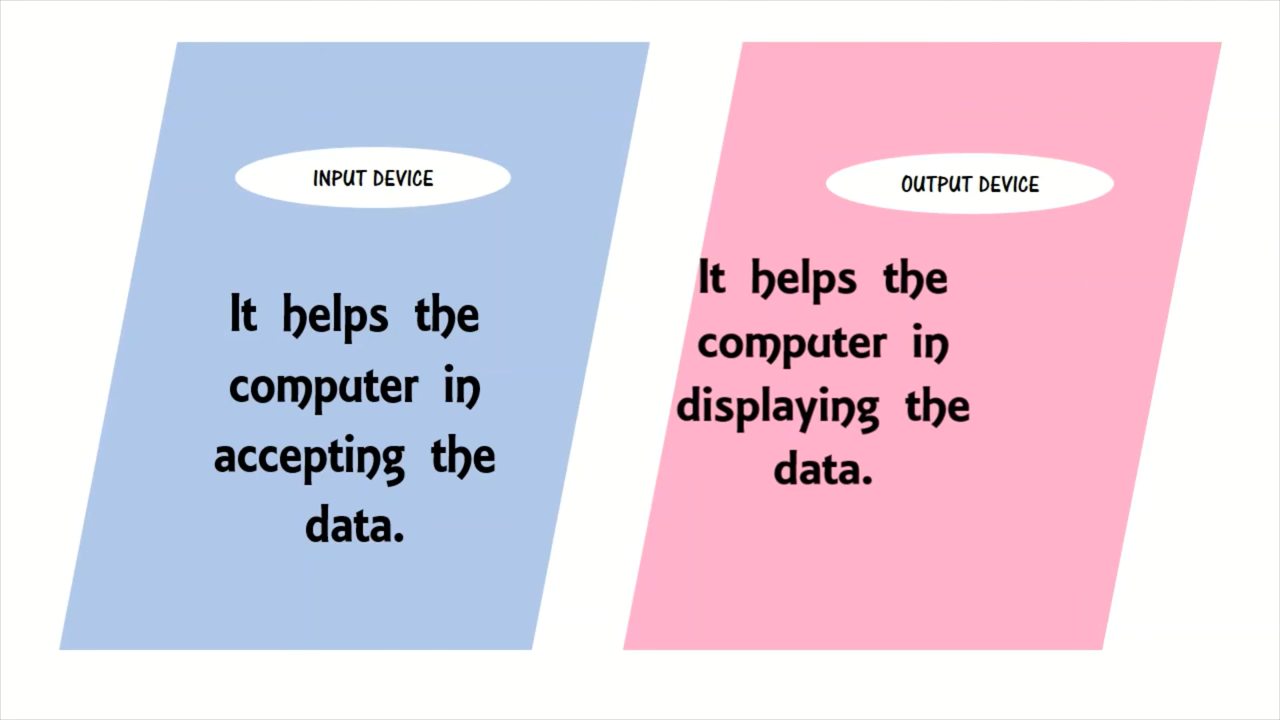 INPUT DEVICE
It helps the
computer in
accepting the
data.
OUTPUT DEVICE
It helps the
computer in
displaying the
data.